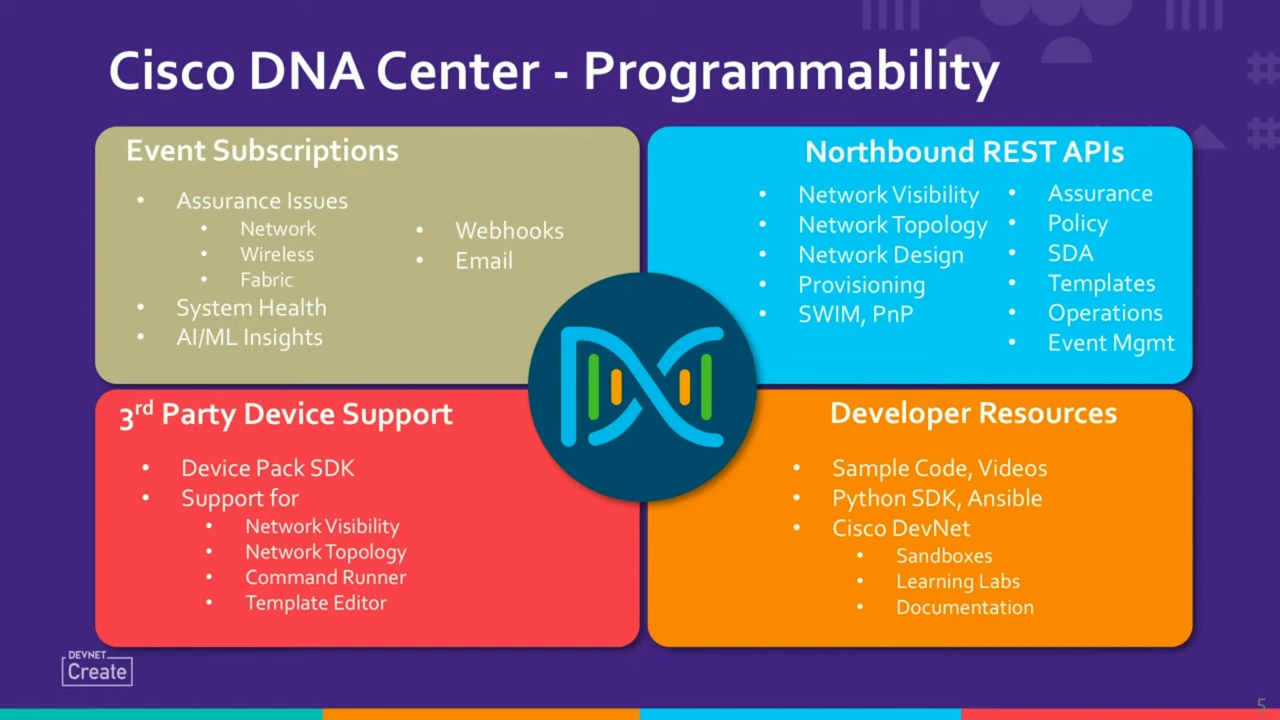 Cisco DNA Center - Programmability
Event Subscriptions
• Assurance Issues
• Network
• Wireless
• Fabric
• System Health
• AI/ML Insights
• Webhooks
• Email
Northbound REST APIs
• Network Visibility
• Network Topology
• Network Design
• Provisioning
• SWIM, PnP
• Assurance
• Policy
• SDA
• Templates
• Operations
• Event Mgmt
3rd Party Device Support
• Device Pack SDK
• Support for
• Network Visibility
• Network Topology
• Command Runner
• Template Editor
Developer Resources
• Sample Code, Videos
• Python SDK, Ansible
• Cisco DevNet
• Sandboxes
• Learning Labs
• Documentation
DEVNET
Create
5